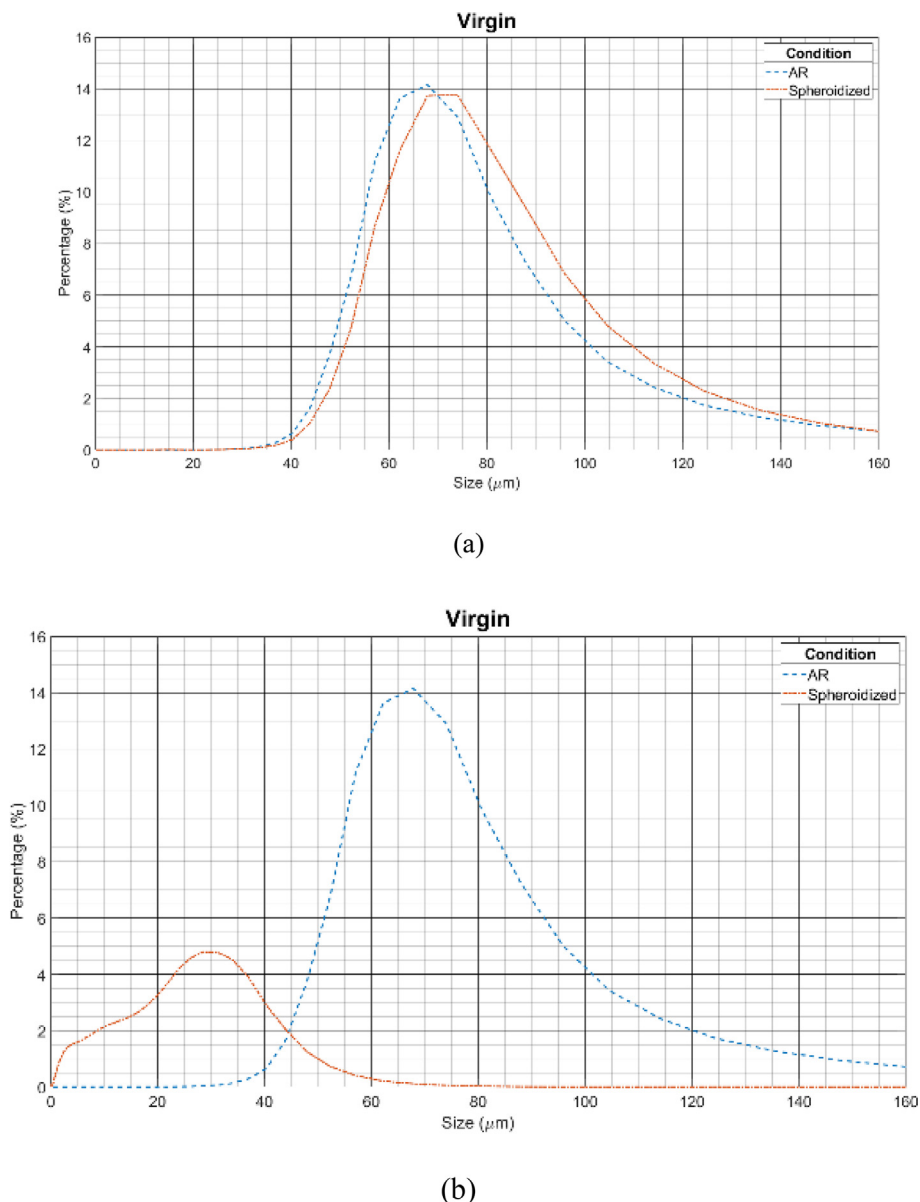 Virgin
16
14
12
10
8
6
4
2
0
Percentage (%)
Condition
AR
Spheroidized
0 20 40 60 80 100 120 140 160
Size (μm)
(a)
Virgin
16
14
12
10
8
6
4
2
0
Percentage (%)
Condition
AR
Spheroidized
0 20 40 60 80 100 120 140 160
Size (μm)
(b)